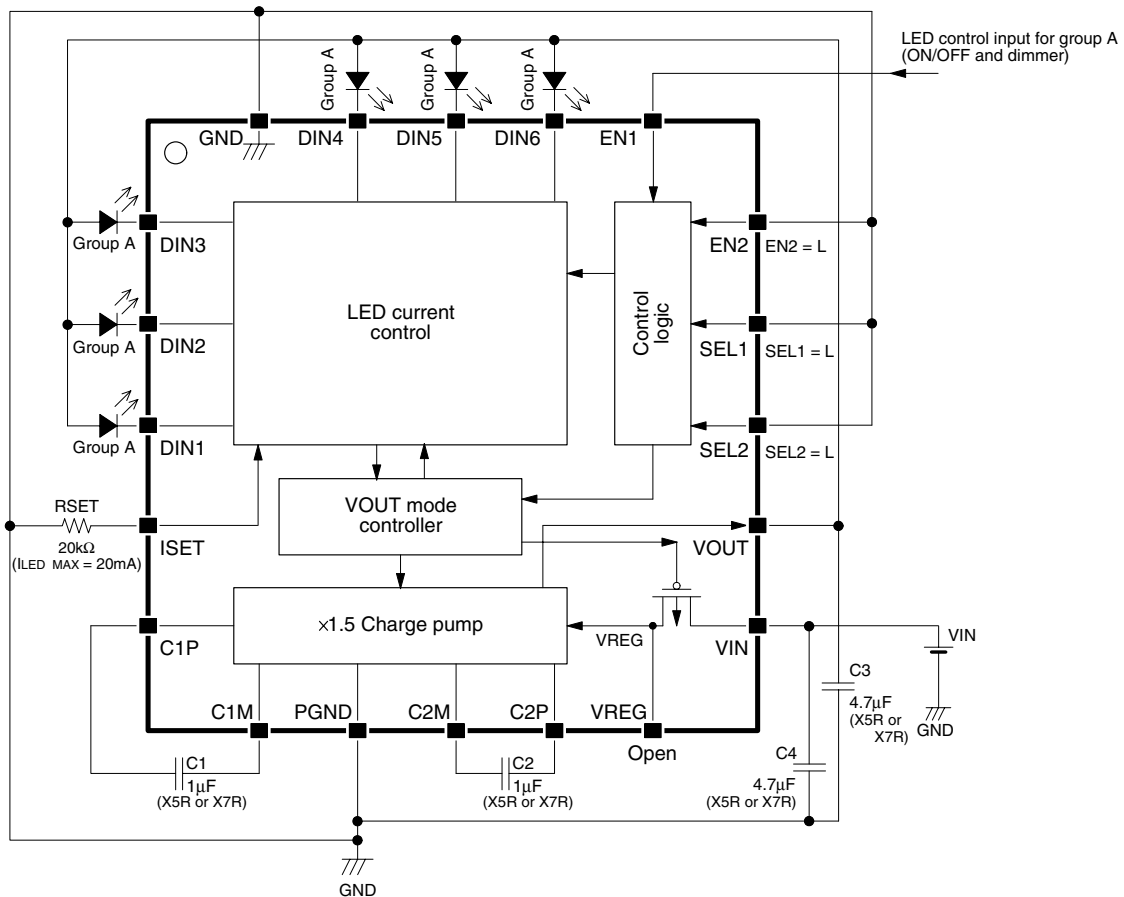 LED control input for group A
(ON/OFF and dimmer)
Group A
Group A
Group A
GND
DIN4
DIN5
DIN6
EN1
Group A
DIN3
EN2
EN2 = L
LED current
control
Control
logic
Group A
DIN2
SEL1
SEL1 = L
Group A
DIN1
SEL2
SEL2 = L
RSET
20kΩ
(ILED MAX = 20mA)
ISET
VOUT mode
controller
VOUT
×1.5 Charge pump
VREG
C1P
VIN
VIN
C1M
PGND
C2M
C2P
VREG
Open
C3
4.7µF
(X5R or
X7R)
GND
C1
1µF
(X5R or X7R)
C2
1µF
(X5R or X7R)
C4
4.7µF
(X5R or X7R)
GND